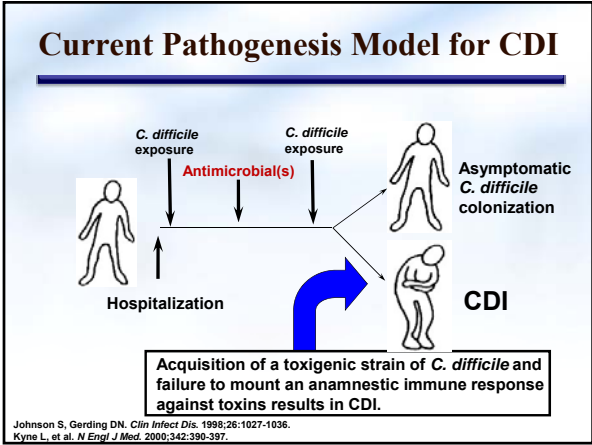 Current Pathogenesis Model for CDI
C. difficile
exposure
Antimicrobial(s)
C. difficile
exposure
Hospitalization
Asymptomatic
C. difficile
colonization
CDI
Acquisition of a toxigenic strain of C. difficile and
failure to mount an anamnestic immune response
against toxins results in CDI.
Johnson S, Gerding DN. Clin Infect Dis. 1998;26:1027-1036.
Kyne L, et al. N Engl J Med. 2000;342:390-397.